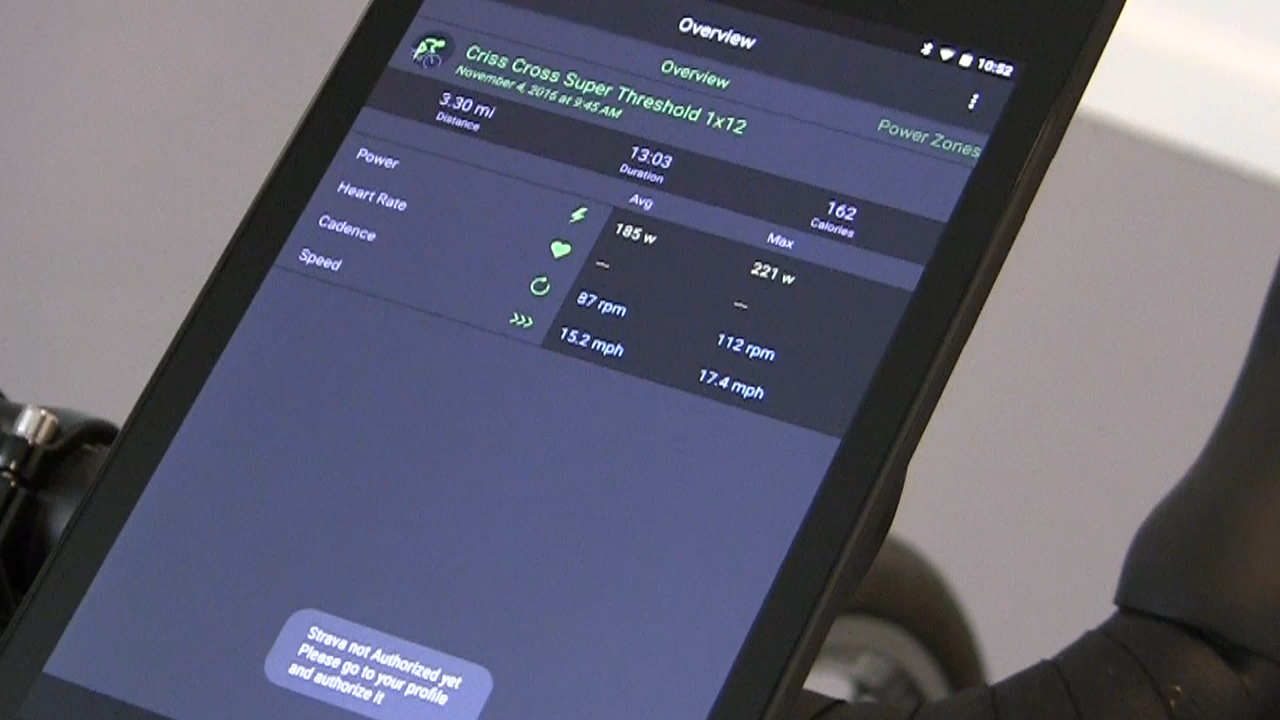 Overview
10:52
Overview
Power Zones
Criss Cross Super Threshold 1x12
November 4, 2016 at 9:45 AM
3.30 mi
Distance
13:03
Duration
162
Calories
Avg
Max
Power
185 w
221 w
Heart Rate
--
--
Cadence
87 rpm
112 rpm
Speed
15.2 mph
17.4 mph
Strava not Authorized yet
Please go to your profile
and authorize it